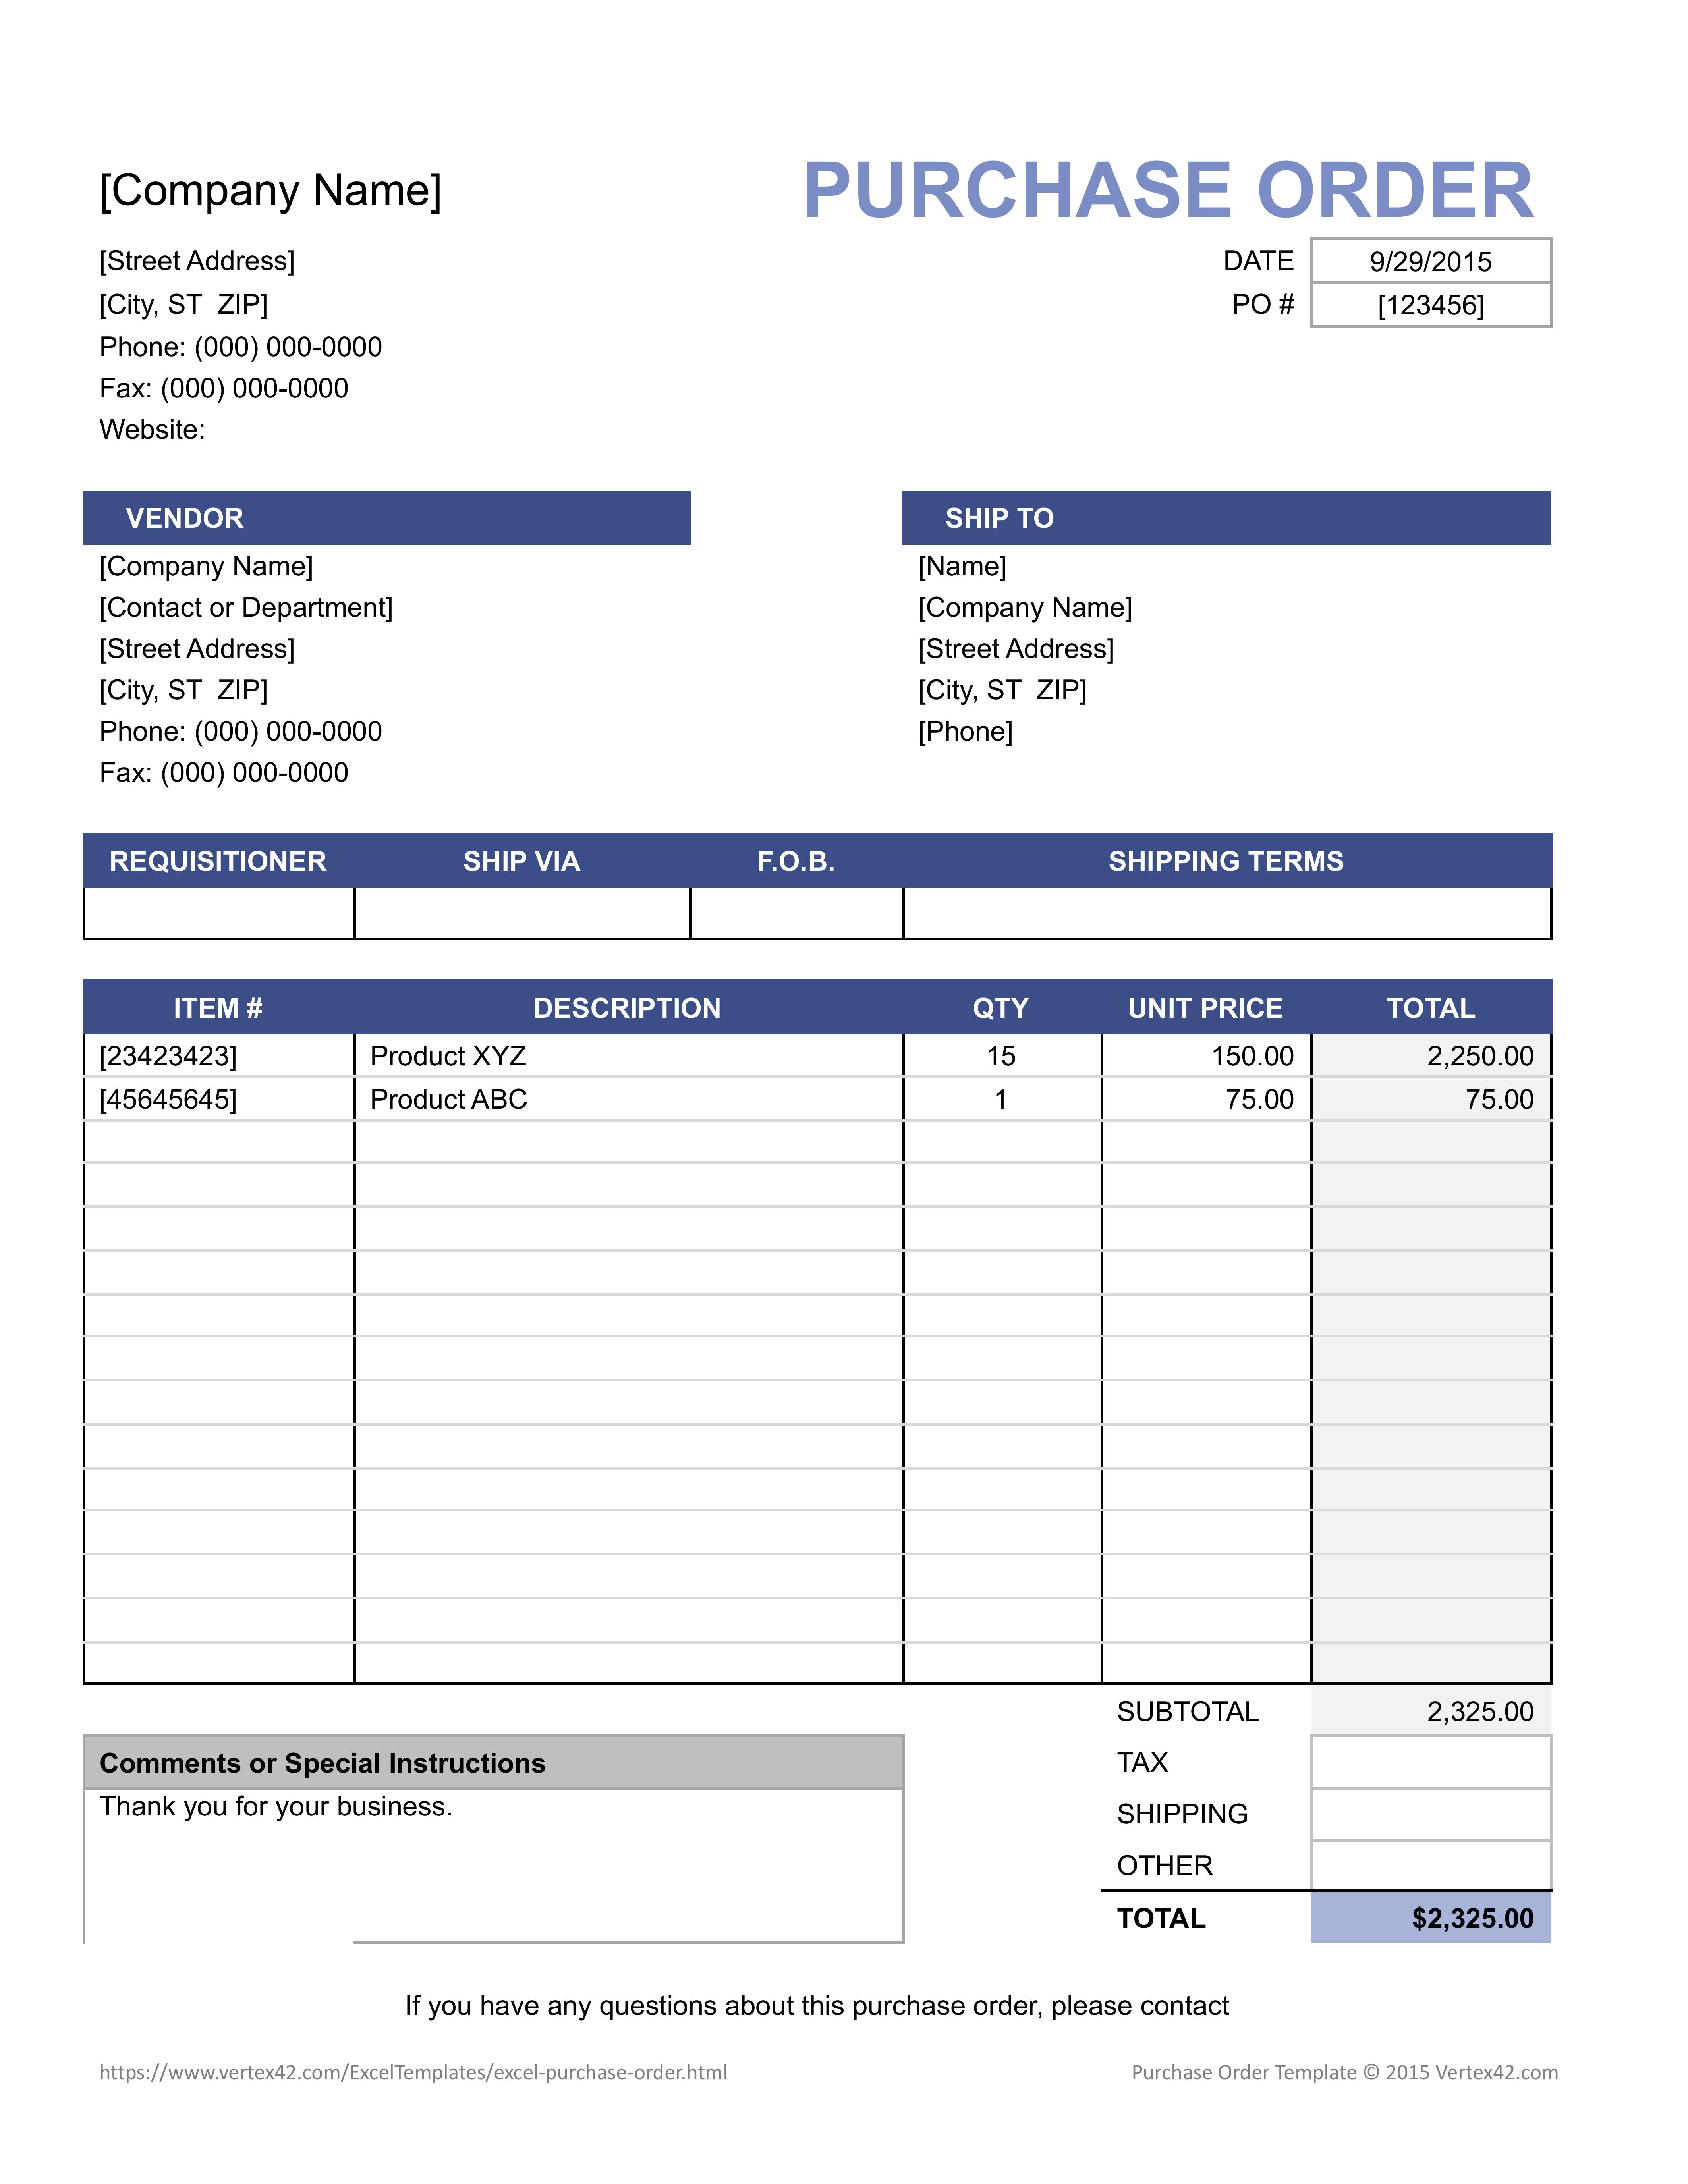 [Company Name]
PURCHASE ORDER
[Street Address]
DATE 9/29/2015
[City, ST  ZIP]
PO # [123456]
Phone: (000) 000-0000
Fax: (000) 000-0000
Website:
VENDOR
[Company Name]
[Contact or Department]
[Street Address]
[City, ST  ZIP]
Phone: (000) 000-0000
Fax: (000) 000-0000
SHIP TO
[Name]
[Company Name]
[Street Address]
[City, ST  ZIP]
[Phone]
REQUISITIONER SHIP VIA F.O.B. SHIPPING TERMS
ITEM # DESCRIPTION QTY UNIT PRICE TOTAL
[23423423] Product XYZ 15 150.00 2,250.00
[45645645] Product ABC 1 75.00 75.00
SUBTOTAL 2,325.00
TAX
SHIPPING
OTHER
TOTAL $2,325.00
Comments or Special Instructions
Thank you for your business.
If you have any questions about this purchase order, please contact
https://www.vertex42.com/ExcelTemplates/excel-purchase-order.html
Purchase Order Template © 2015 Vertex42.com